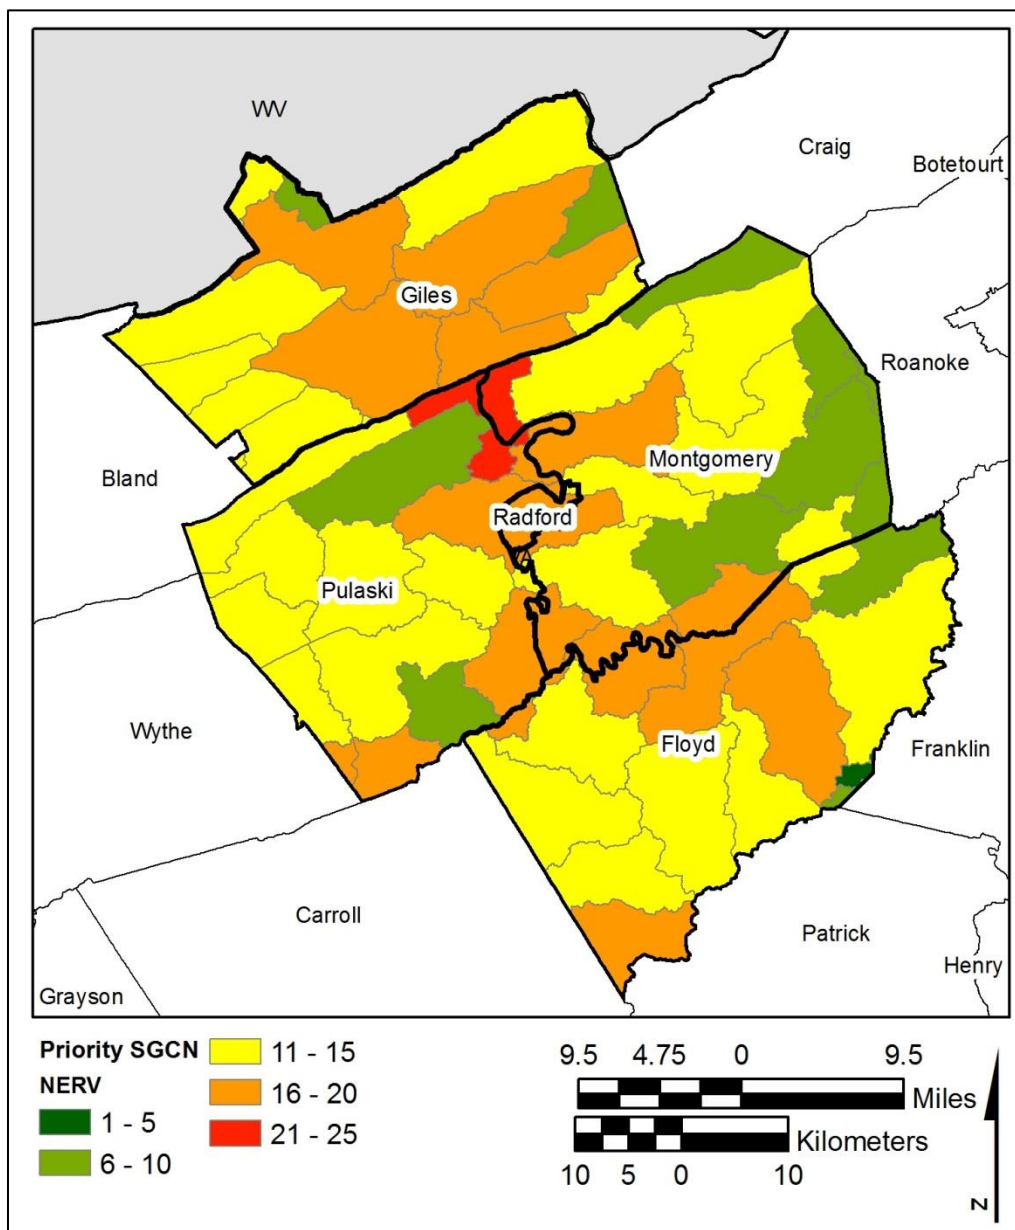 WV
Craig
Botetourt
Giles
Roanoke
Montgomery
Bland
Radford
Pulaski
Wythe
Floyd
Franklin
Carroll
Patrick
Henry
Grayson
Priority SGCN
NERV
1 - 5
6 - 10
11 - 15
16 - 20
21 - 25
9.5 4.75 0 9.5
Miles
Kilometers
10 5 0 10
N